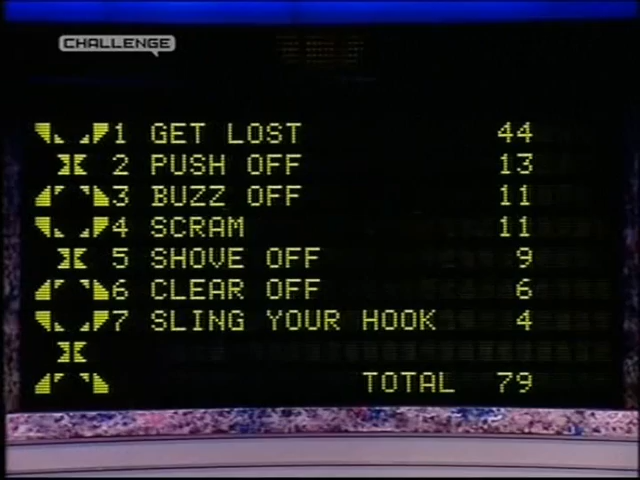 CHALLENGE
1 GET LOST 44
2 PUSH OFF 13
3 BUZZ OFF 11
4 SCRAM 11
5 SHOVE OFF 9
6 CLEAR OFF 6
7 SLING YOUR HOOK 4
TOTAL 79